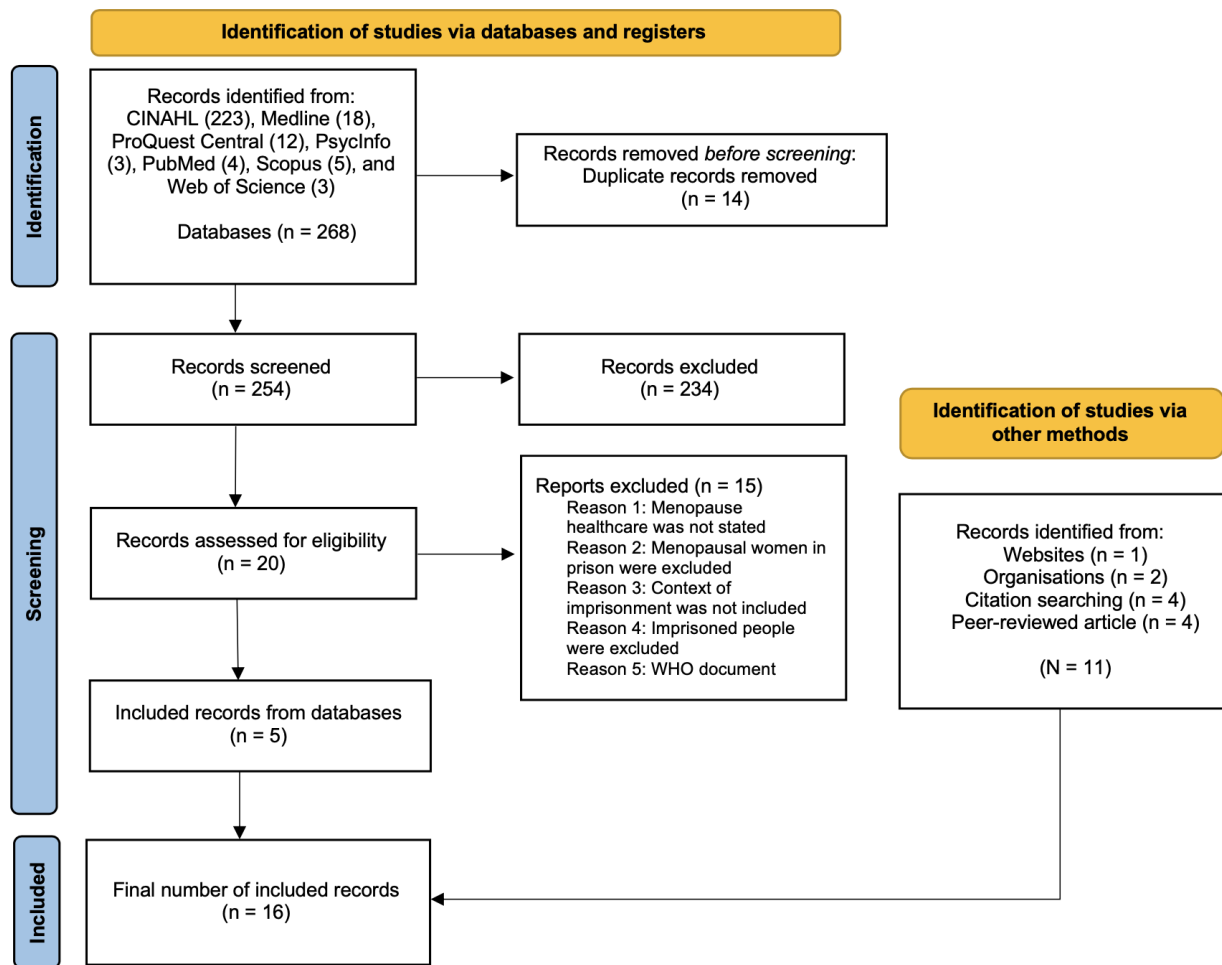 Identification of studies via databases and registers
Identification
Records identified from:
CINAHL (223), Medline (18),
ProQuest Central (12), PsycInfo
(3), PubMed (4), Scopus (5), and
Web of Science (3)
Databases (n = 268)
Records removed before screening:
Duplicate records removed
(n = 14)
Screening
Records screened
(n = 254)
Records excluded
(n = 234)
Records assessed for eligibility
(n = 20)
Reports excluded (n = 15)
Reason 1: Menopause
healthcare was not stated
Reason 2: Menopausal women in
prison were excluded
Reason 3: Context of
imprisonment was not included
Reason 4: Imprisoned people
were excluded
Reason 5: WHO document
Included records from databases
(n = 5)
Identification of studies via
other methods
Records identified from:
Websites (n = 1)
Organisations (n = 2)
Citation searching (n = 4)
Peer-reviewed article (n = 4)
(N = 11)
Included
Final number of included records
(n = 16)